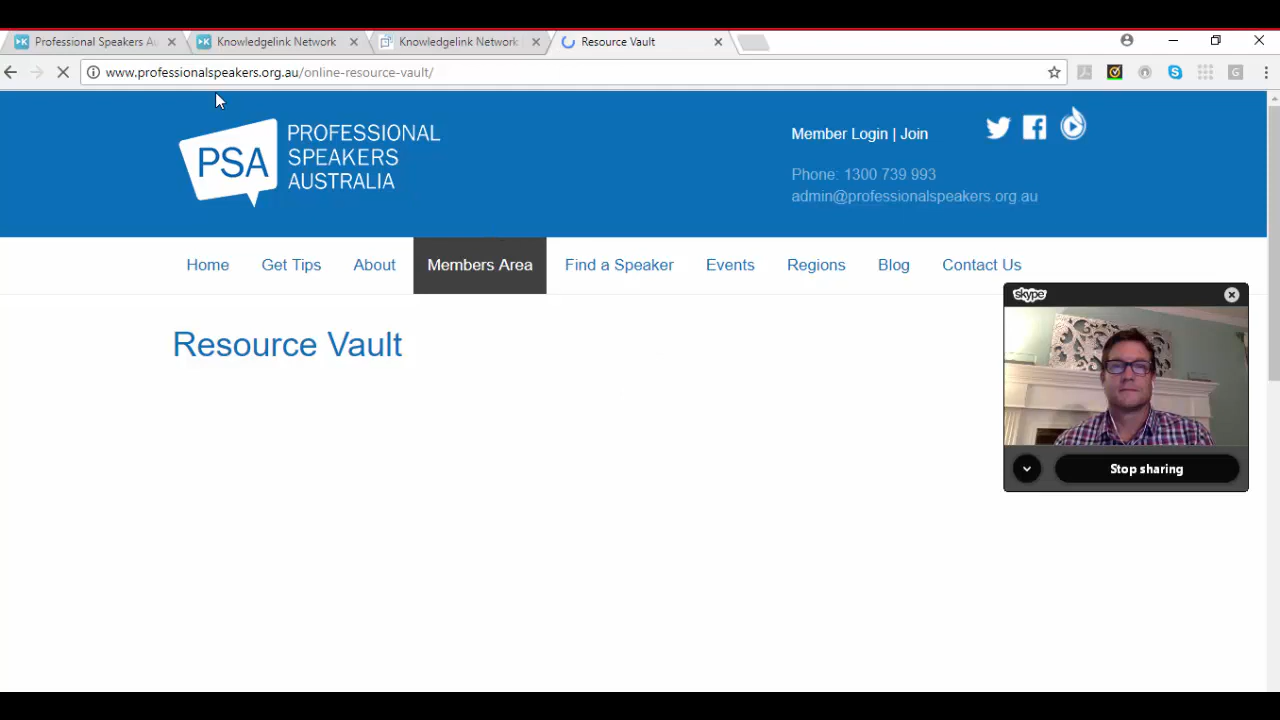 Professional Speakers Au
Knowledgelink Network
Knowledgelink Network
Resource Vault
www.professionalspeakers.org.au/online-resource-vault/
PSA
PROFESSIONAL
SPEAKERS
AUSTRALIA
Member Login | Join
Phone: 1300 739 993
admin@professionalspeakers.org.au
Home
Get Tips
About
Members Area
Find a Speaker
Events
Regions
Blog
Contact Us
skype
Resource Vault
Stop sharing